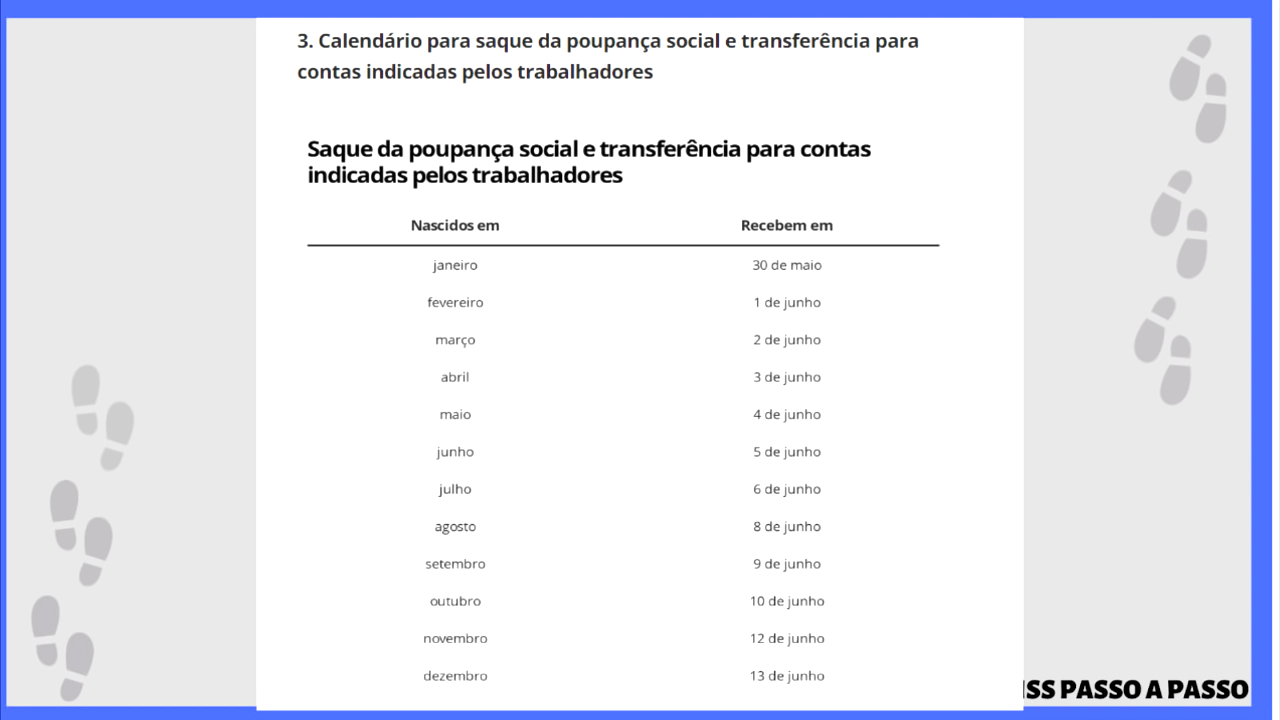 3. Calendário para saque da poupança social e transferência para
contas indicadas pelos trabalhadores
Saque da poupança social e transferência para contas
indicadas pelos trabalhadores
Nascidos em Recebem em
janeiro 30 de maio
fevereiro 1 de junho
março 2 de junho
abril 3 de junho
maio 4 de junho
junho 5 de junho
julho 6 de junho
agosto 8 de junho
setembro 9 de junho
outubro 10 de junho
novembro 12 de junho
dezembro 13 de junho
PASSO A PASSO